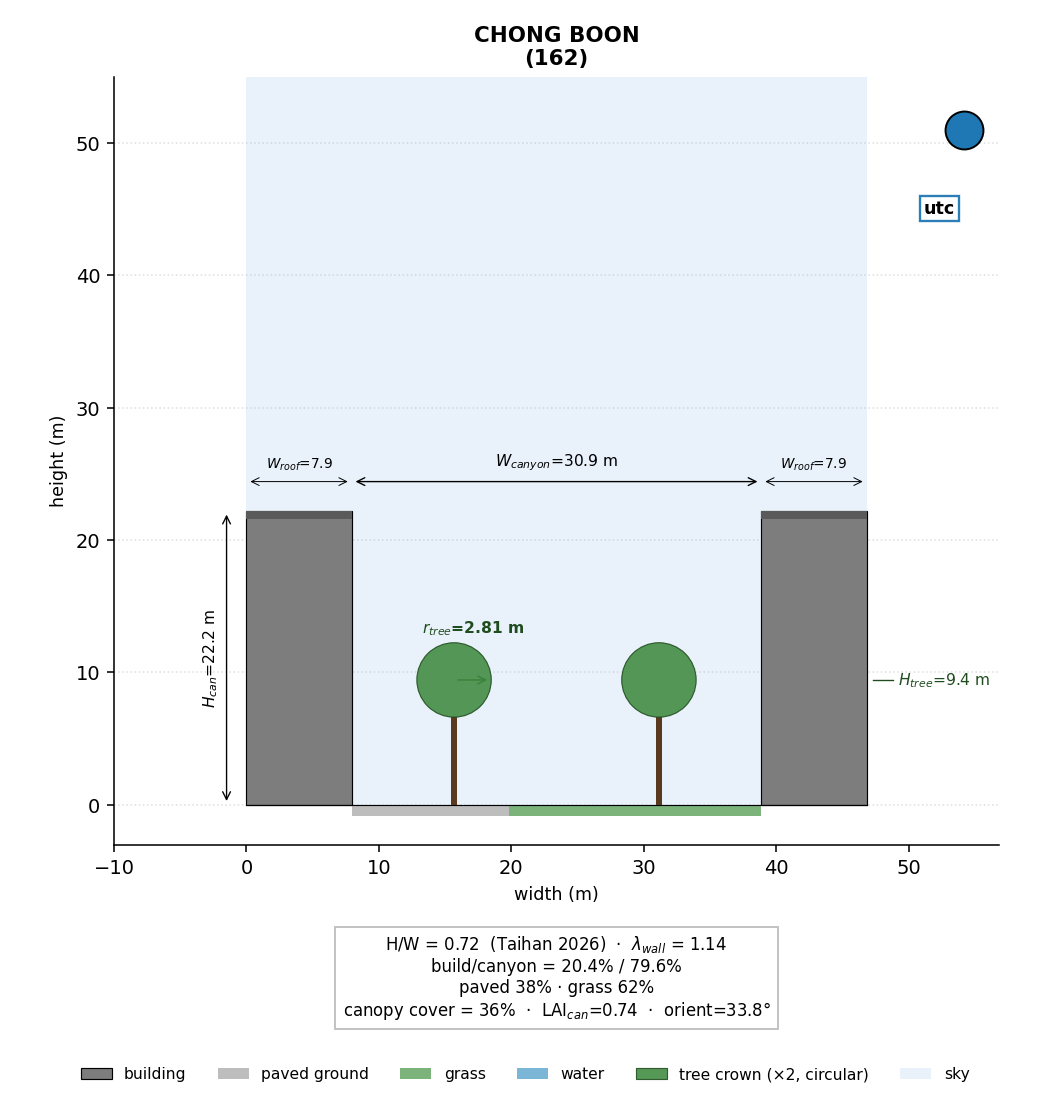 CHONG BOON
(162)
50
40
30
20
10
0
height (m)
utc
W_roof=7.9
W_canyon=30.9 m
W_roof=7.9
r_tree=2.81 m
H_can=22.2 m
H_tree=9.4 m
−10 0 10 20 30 40 50
width (m)
H/W = 0.72 (Taihan 2026) · λ_wall = 1.14
build/canyon = 20.4% / 79.6%
paved 38% · grass 62%
canopy cover = 36% · LAI_can=0.74 · orient=33.8°
building paved ground grass water tree crown (×2, circular) sky